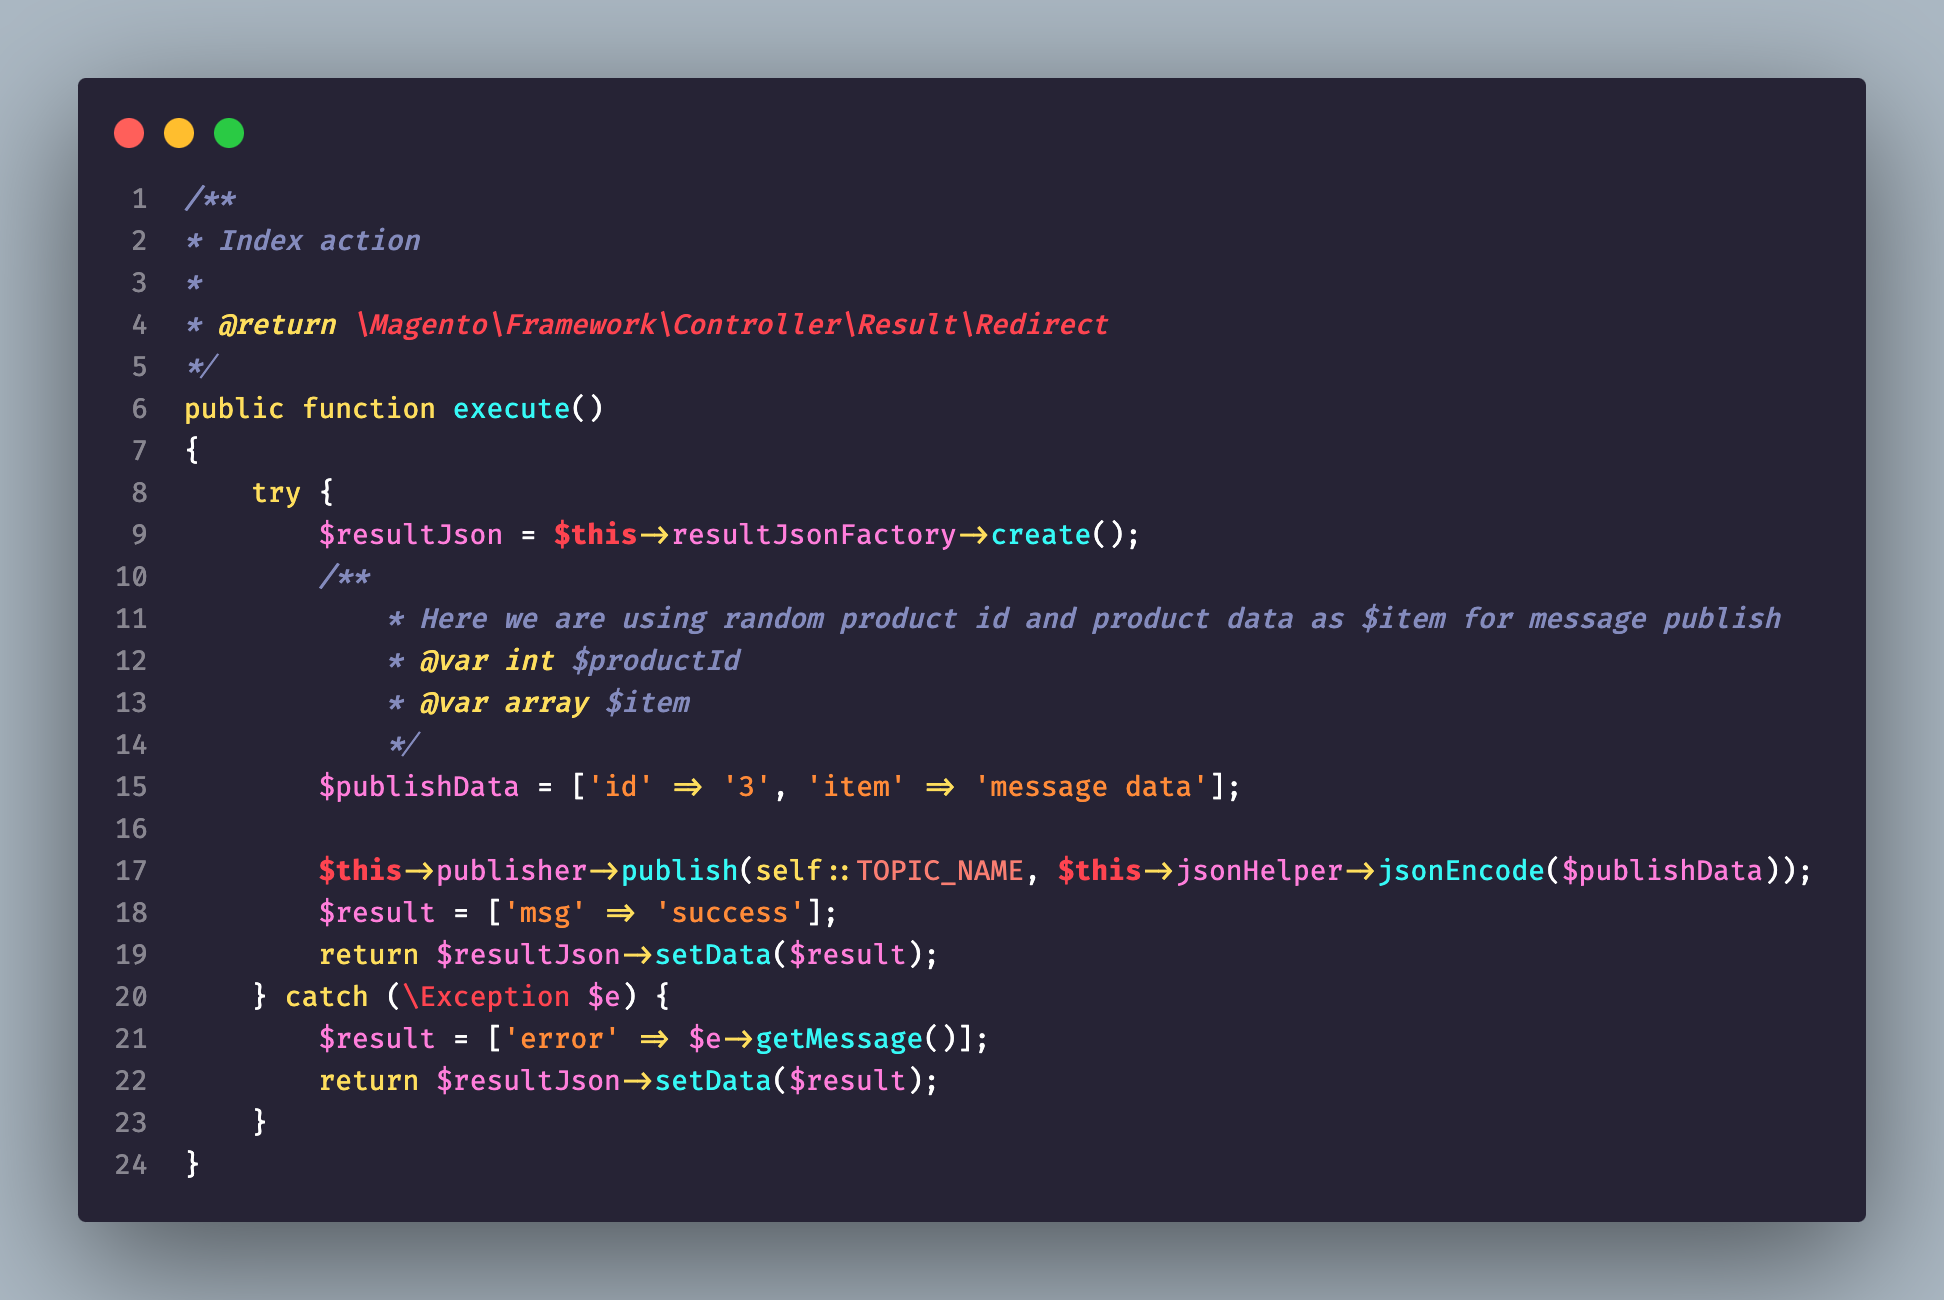 1 /**
2 * Index action
3 *
4 * @return \Magento\Framework\Controller\Result\Redirect
5 */
6 public function execute()
7 {
8     try {
9         $resultJson = $this->resultJsonFactory->create();
10         /**
11             * Here we are using random product id and product data as $item for message publish
12             * @var int $productId
13             * @var array $item
14             */
15         $publishData = ['id' => '3', 'item' => 'message data'];
16
17         $this->publisher->publish(self::TOPIC_NAME, $this->jsonHelper->jsonEncode($publishData));
18         $result = ['msg' => 'success'];
19         return $resultJson->setData($result);
20     } catch (\Exception $e) {
21         $result = ['error' => $e->getMessage()];
22         return $resultJson->setData($result);
23     }
24 }